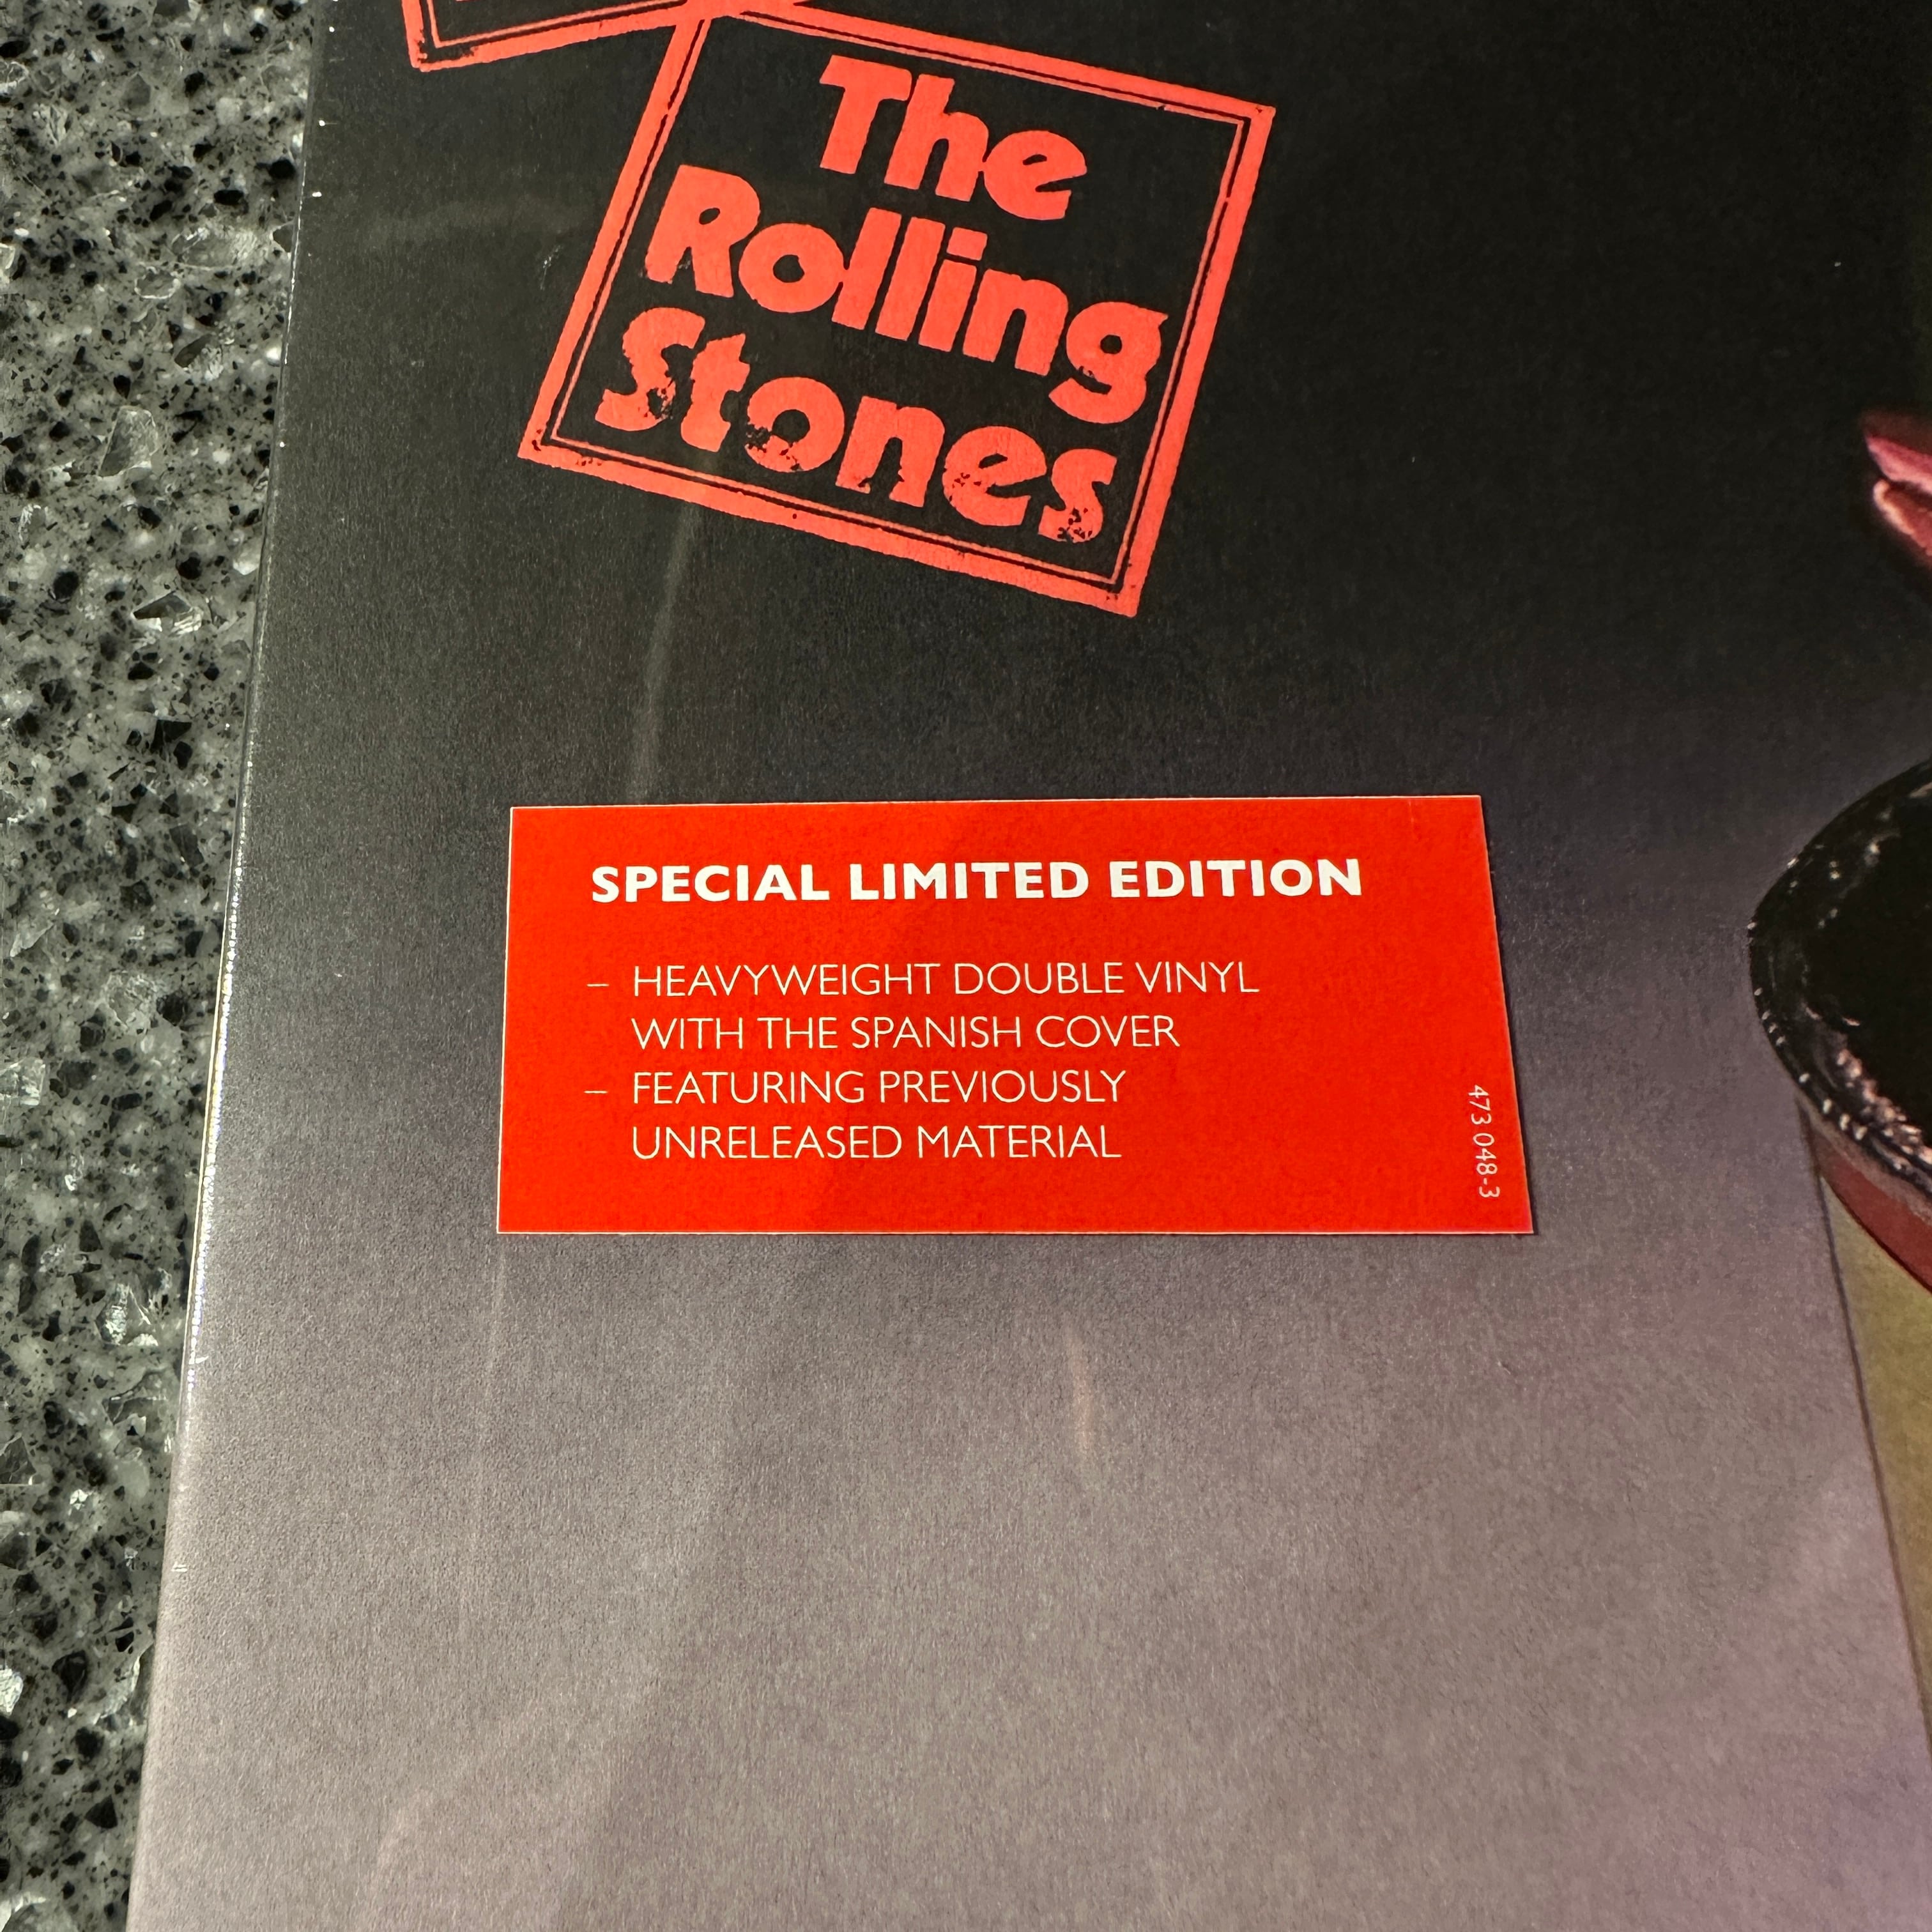 The
Rolling
Stones
SPECIAL LIMITED EDITION
– HEAVYWEIGHT DOUBLE VINYL
WITH THE SPANISH COVER
– FEATURING PREVIOUSLY
UNRELEASED MATERIAL
473 048-3